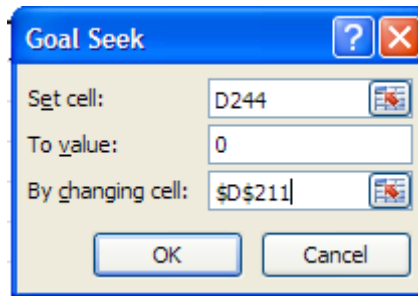 Goal Seek
Set cell: D244
To value: 0
By changing cell: $D$211
OK Cancel